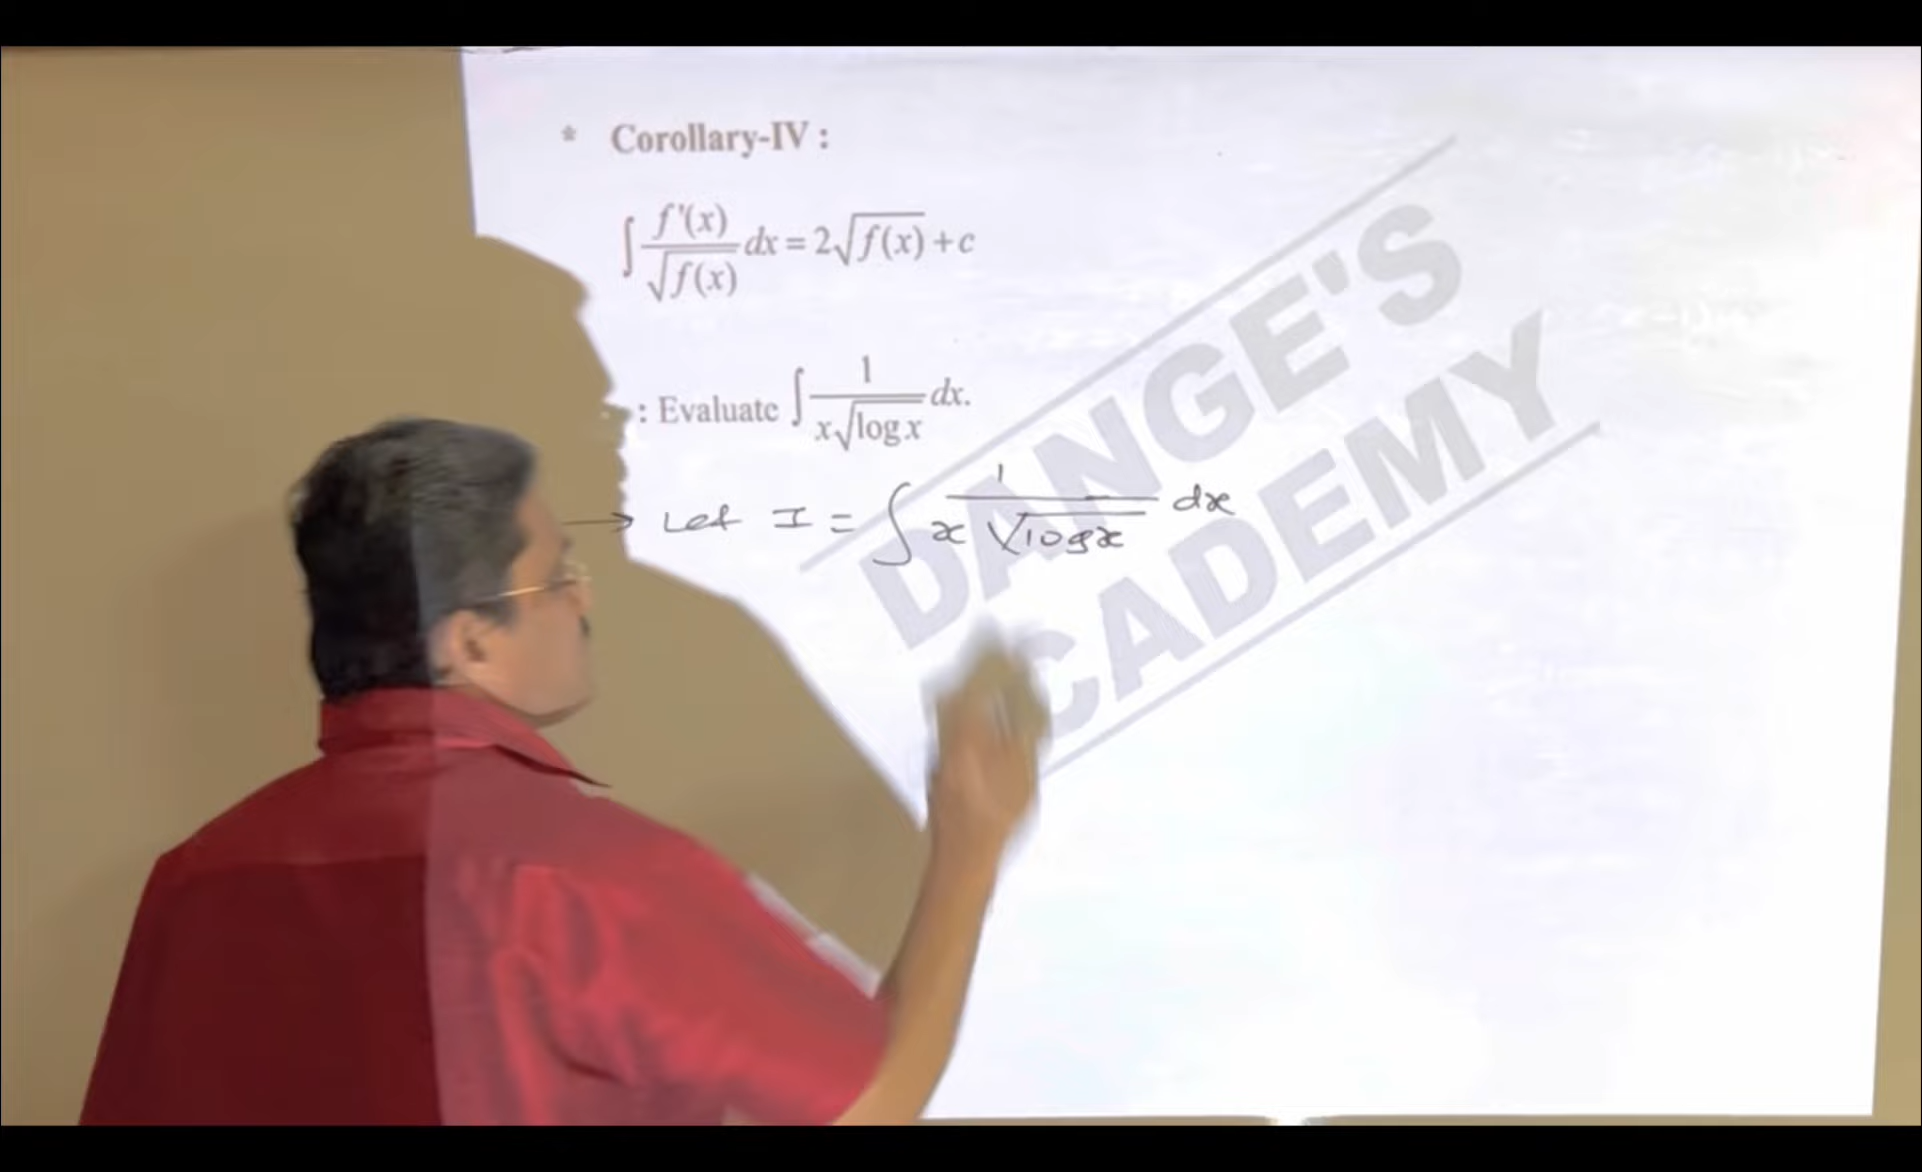 * Corollary-IV :
∫ f'(x) / √f(x) dx = 2√f(x) + c
: Evaluate ∫ 1 / x√log x dx.
→ Let I = ∫ 1 / x √log x dx
DANGE'S
ACADEMY